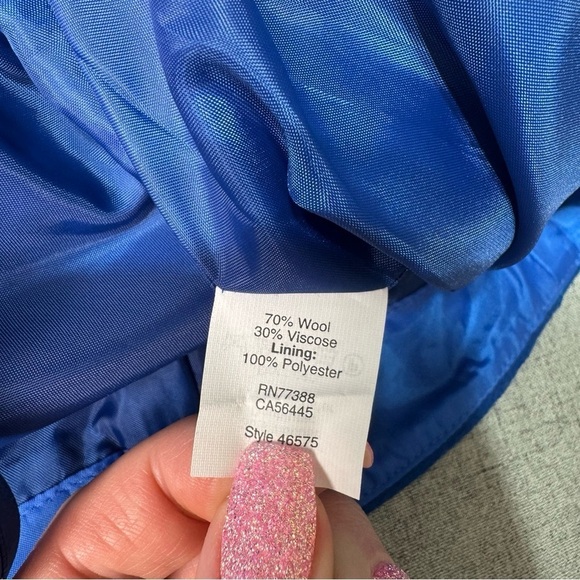 70% Wool
30% Viscose
Lining:
100% Polyester
RN77388
CA56445
Style 46575